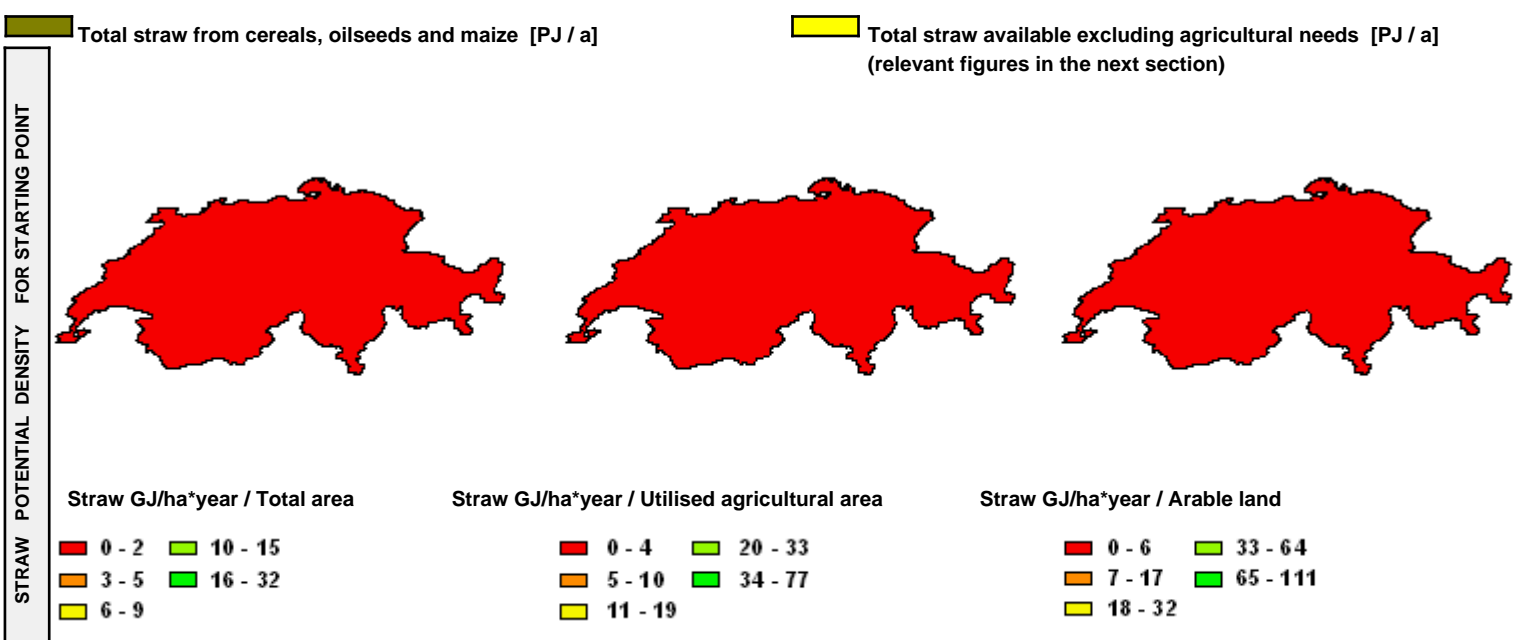 Total straw from cereals, oilseeds and maize [PJ / a]
Total straw available excluding agricultural needs [PJ / a]
(relevant figures in the next section)
STRAW POTENTIAL DENSITY FOR STARTING POINT
Straw GJ/ha*year / Total area
0 - 2
10 - 15
3 - 5
16 - 32
6 - 9
Straw GJ/ha*year / Utilised agricultural area
0 - 4
20 - 33
5 - 10
34 - 77
11 - 19
Straw GJ/ha*year / Arable land
0 - 6
33 - 64
7 - 17
65 - 111
18 - 32